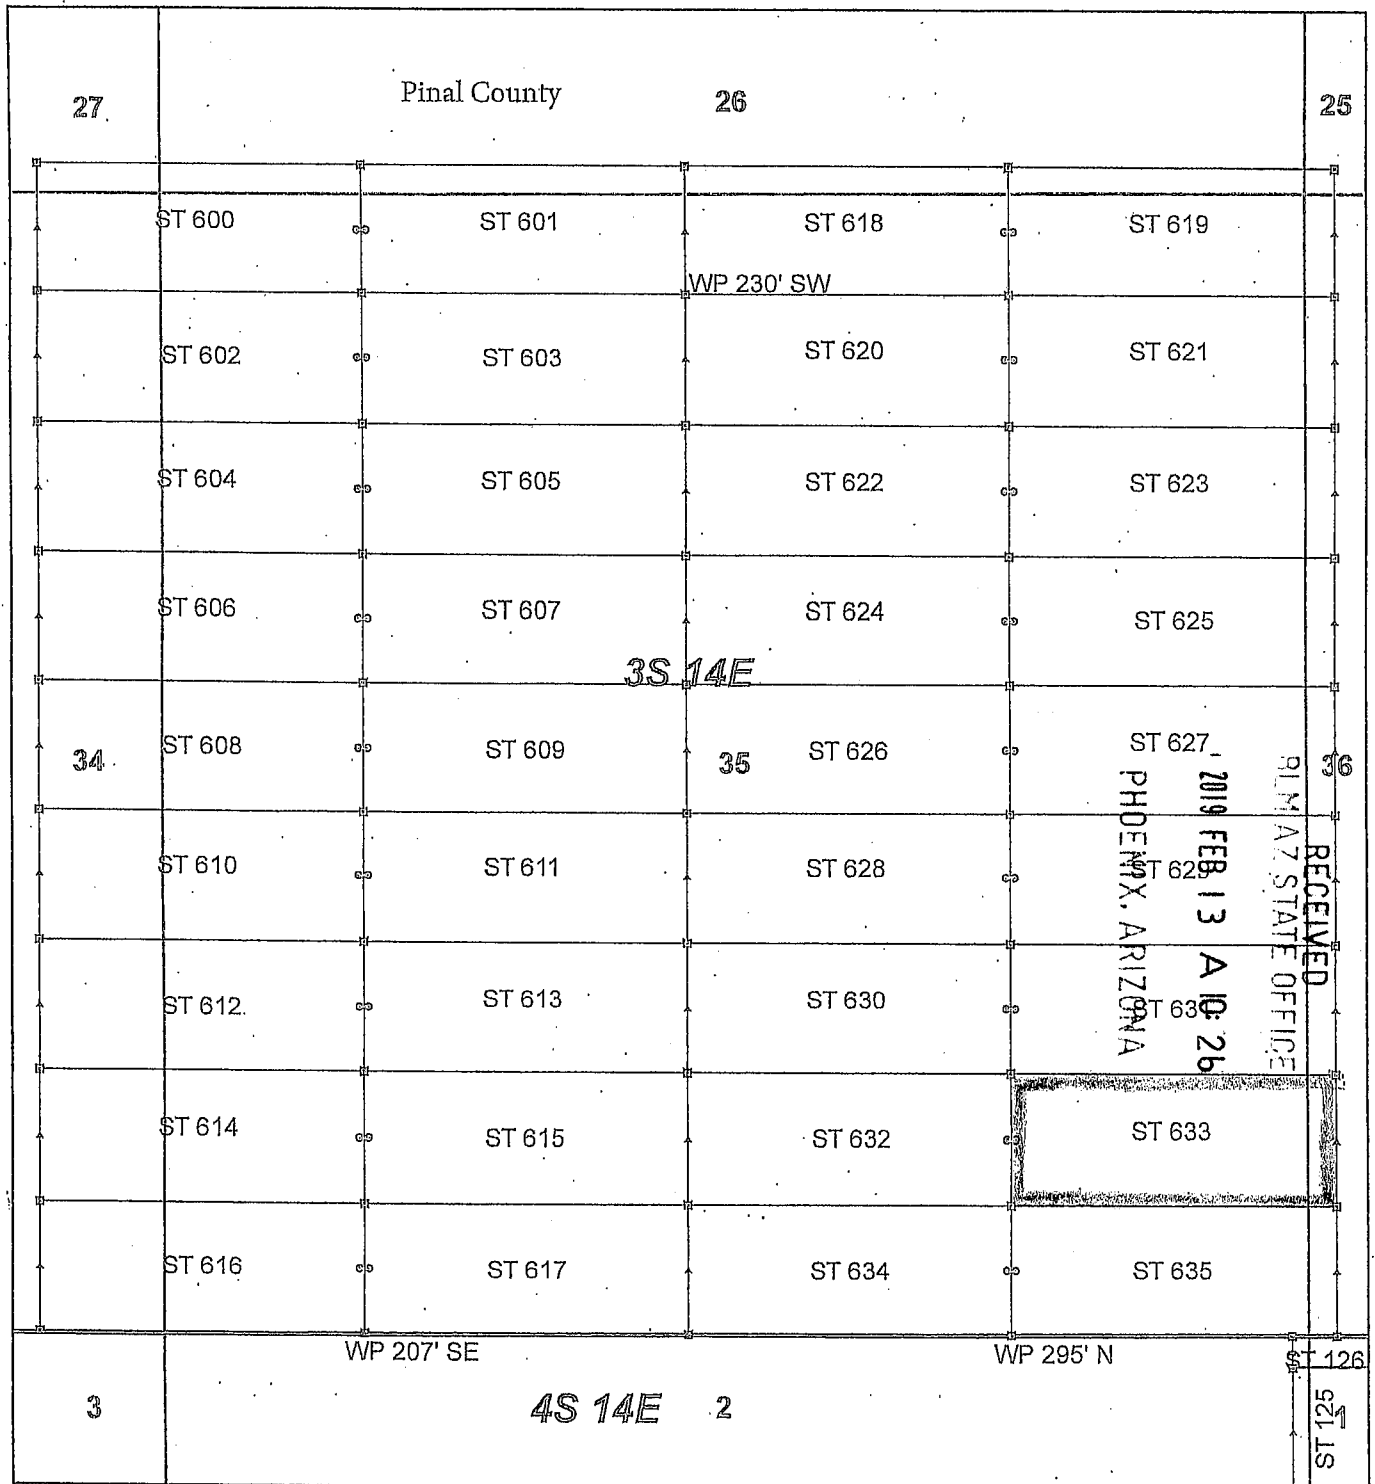 27
Pinal County
26
25
ST 600
ST 601
ST 618
ST 619
WP 230' SW
ST 602
ST 603
ST 620
ST 621
ST 604
ST 605
ST 622
ST 623
ST 606
ST 607
ST 624
ST 625
3S 14E
34
ST 608
ST 609
35
ST 626
ST 627
36
RECEIVED
BLM AZ STATE OFFICE
2019 FEB 13 A 10: 26
PHOENIX, ARIZONA
ST 610
ST 611
ST 628
ST 629
ST 612
ST 613
ST 630
ST 614
ST 615
ST 632
ST 633
ST 616
ST 617
ST 634
ST 635
WP 207' SE
WP 295' N
ST 126
3
4S 14E
2
ST 125
1